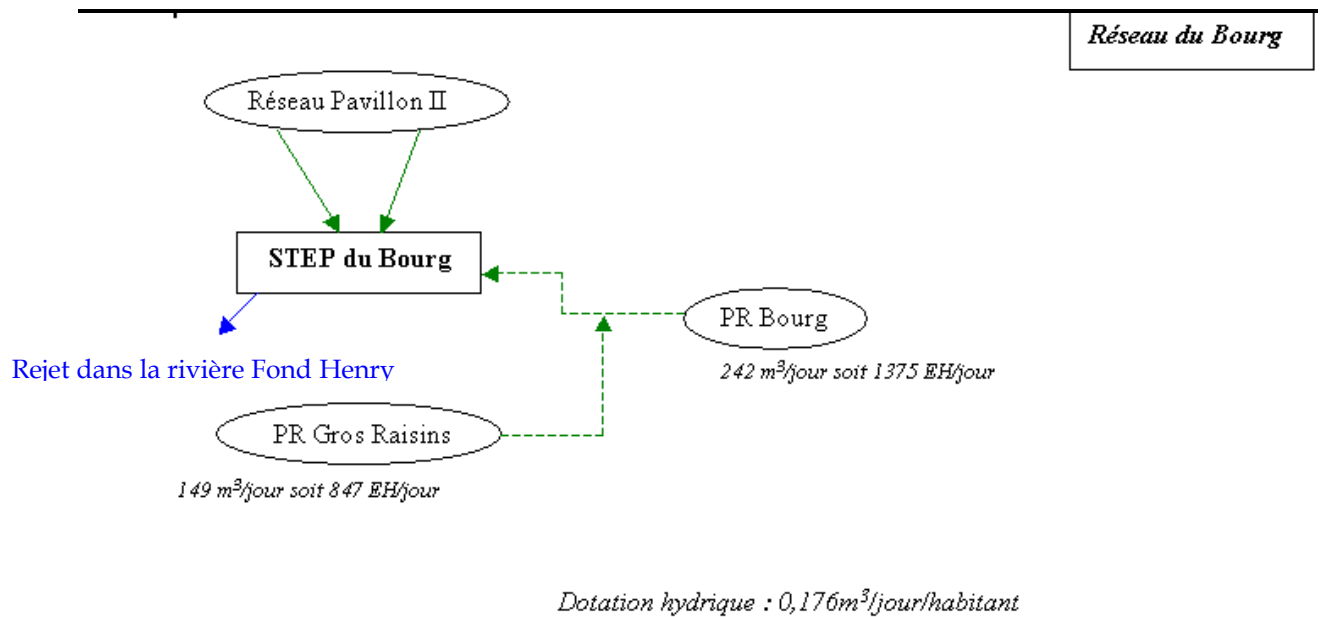 Réseau du Bourg
Réseau Pavillon II
STEP du Bourg
PR Bourg
Rejet dans la rivière Fond Henry
242 m³/jour soit 1375 EH/jour
PR Gros Raisins
149 m³/jour soit 847 EH/jour
Dotation hydrique : 0,176m³/jour/habitant